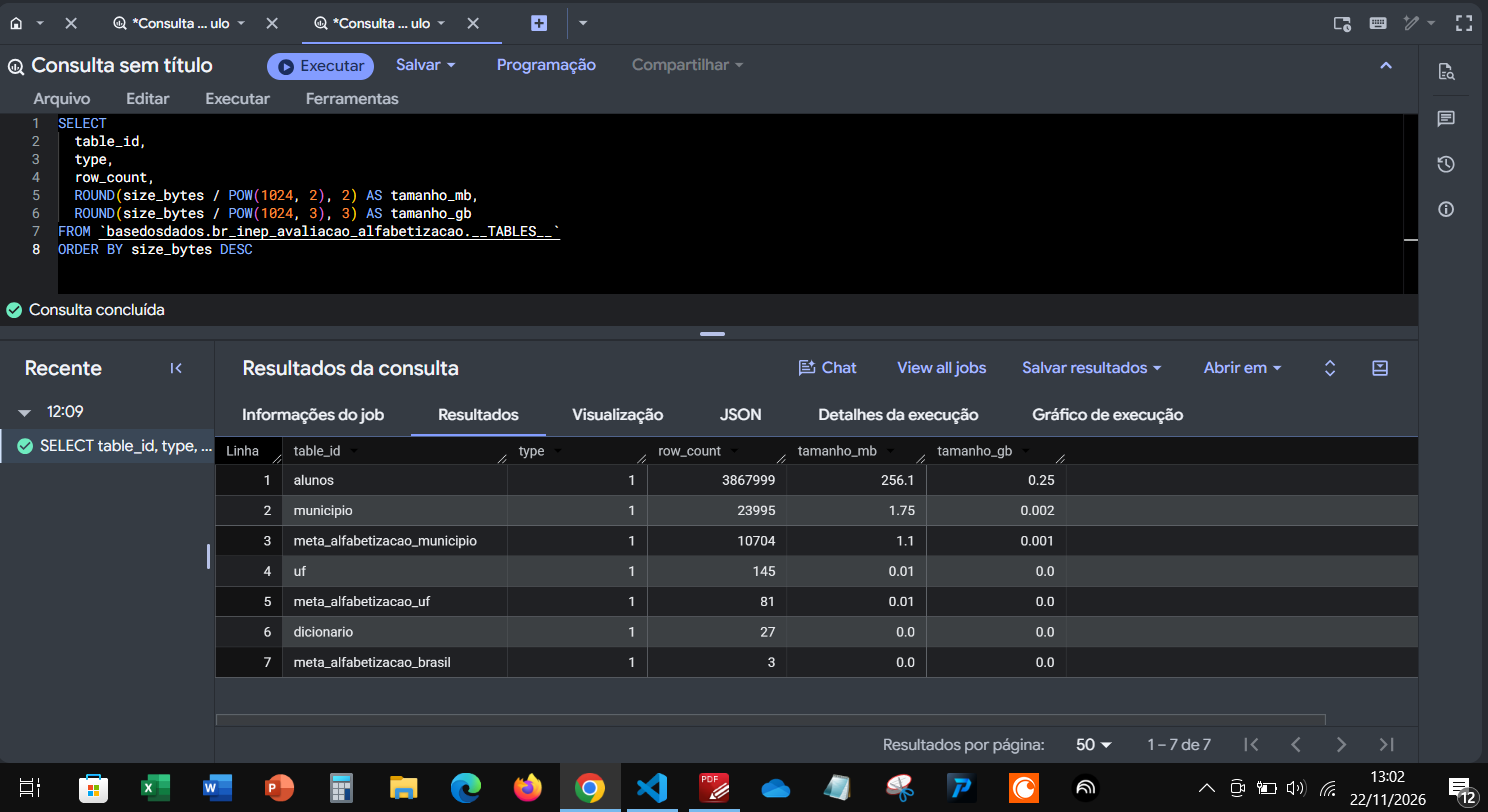 *Consulta ... ulo
*Consulta ... ulo
Consulta sem título
Executar
Salvar
Programação
Compartilhar
Arquivo
Editar
Executar
Ferramentas
1 SELECT
2 table_id,
3 type,
4 row_count,
5 ROUND(size_bytes / POW(1024, 2), 2) AS tamanho_mb,
6 ROUND(size_bytes / POW(1024, 3), 3) AS tamanho_gb
7 FROM `basedosdados.br_inep_avaliacao_alfabetizacao.__TABLES__`
8 ORDER BY size_bytes DESC
Consulta concluída
Recente
12:09
SELECT table_id, type, ...
Resultados da consulta
Chat
View all jobs
Salvar resultados
Abrir em
Informações do job
Resultados
Visualização
JSON
Detalhes da execução
Gráfico de execução
Linha table_id type row_count tamanho_mb tamanho_gb
1 alunos 1 3867999 256.1 0.25
2 municipio 1 23995 1.75 0.002
3 meta_alfabetizacao_municipio 1 10704 1.1 0.001
4 uf 1 145 0.01 0.0
5 meta_alfabetizacao_uf 1 81 0.01 0.0
6 dicionario 1 27 0.0 0.0
7 meta_alfabetizacao_brasil 1 3 0.0 0.0
Resultados por página: 50 1 – 7 de 7
PDF
13:02
22/11/2026
12